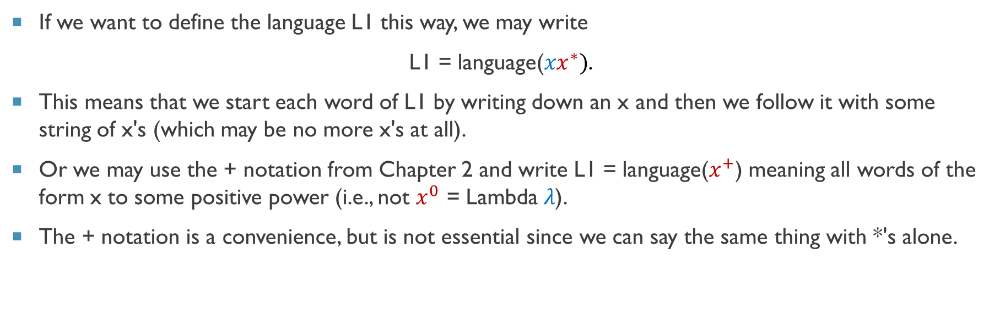 ▪ If we want to define the language L1 this way, we may write
L1 = language(xx*).
▪ This means that we start each word of L1 by writing down an x and then we follow it with some
string of x's (which may be no more x's at all).
▪ Or we may use the + notation from Chapter 2 and write L1 = language(x⁺) meaning all words of the
form x to some positive power (i.e., not x⁰ = Lambda λ).
▪ The + notation is a convenience, but is not essential since we can say the same thing with *'s alone.